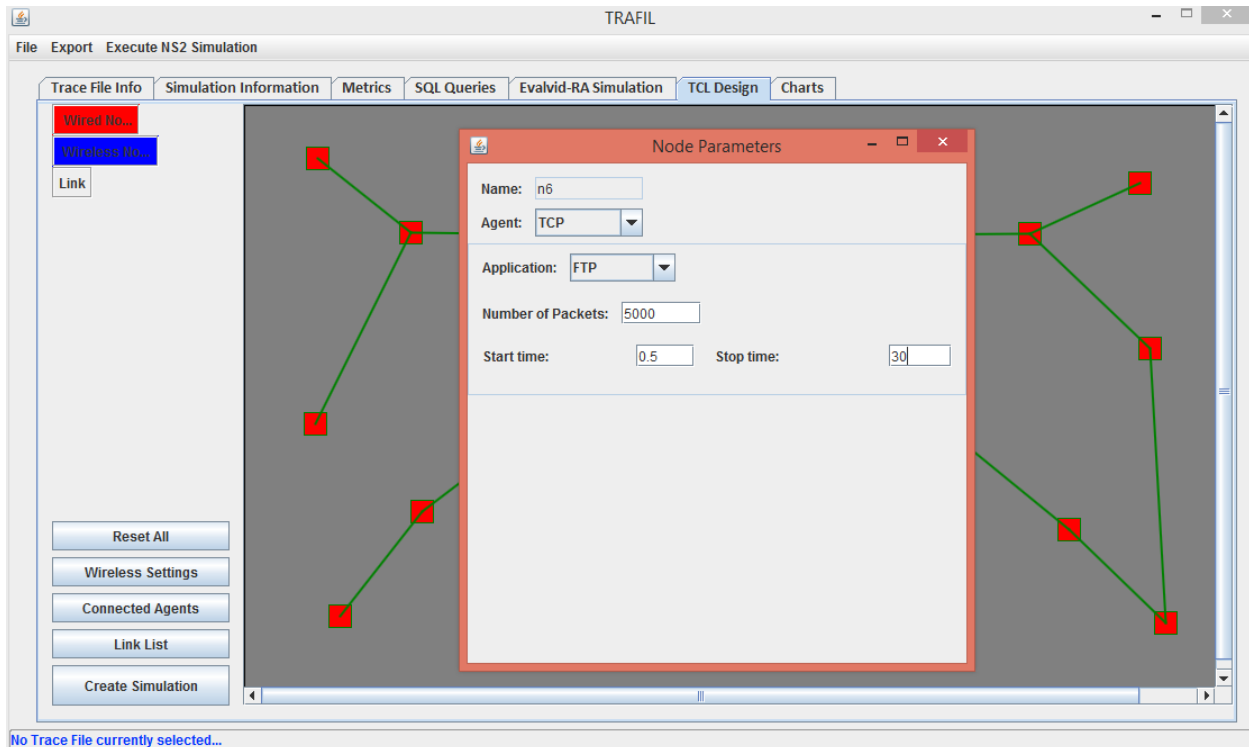 TRAFIL
File Export Execute NS2 Simulation
Trace File Info Simulation Information Metrics SQL Queries Evalvid-RA Simulation TCL Design Charts
Wired No...
Wireless No...
Link
Node Parameters
Name: n6
Agent: TCP
Application: FTP
Number of Packets: 5000
Start time: 0.5 Stop time: 30
Reset All
Wireless Settings
Connected Agents
Link List
Create Simulation
No Trace File currently selected...